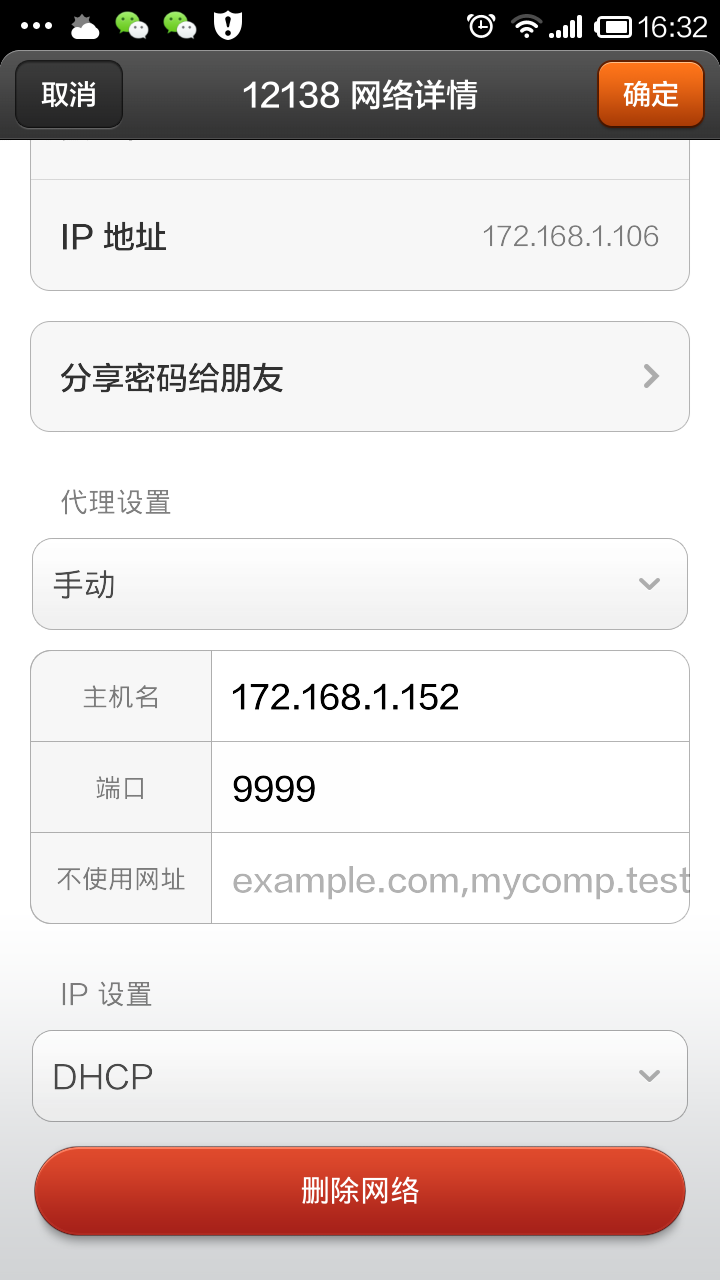 16:32
取消
12138 网络详情
确定
IP 地址
172.168.1.106
分享密码给朋友
代理设置
手动
主机名
172.168.1.152
端口
9999
不使用网址
example.com,mycomp.test
IP 设置
DHCP
删除网络